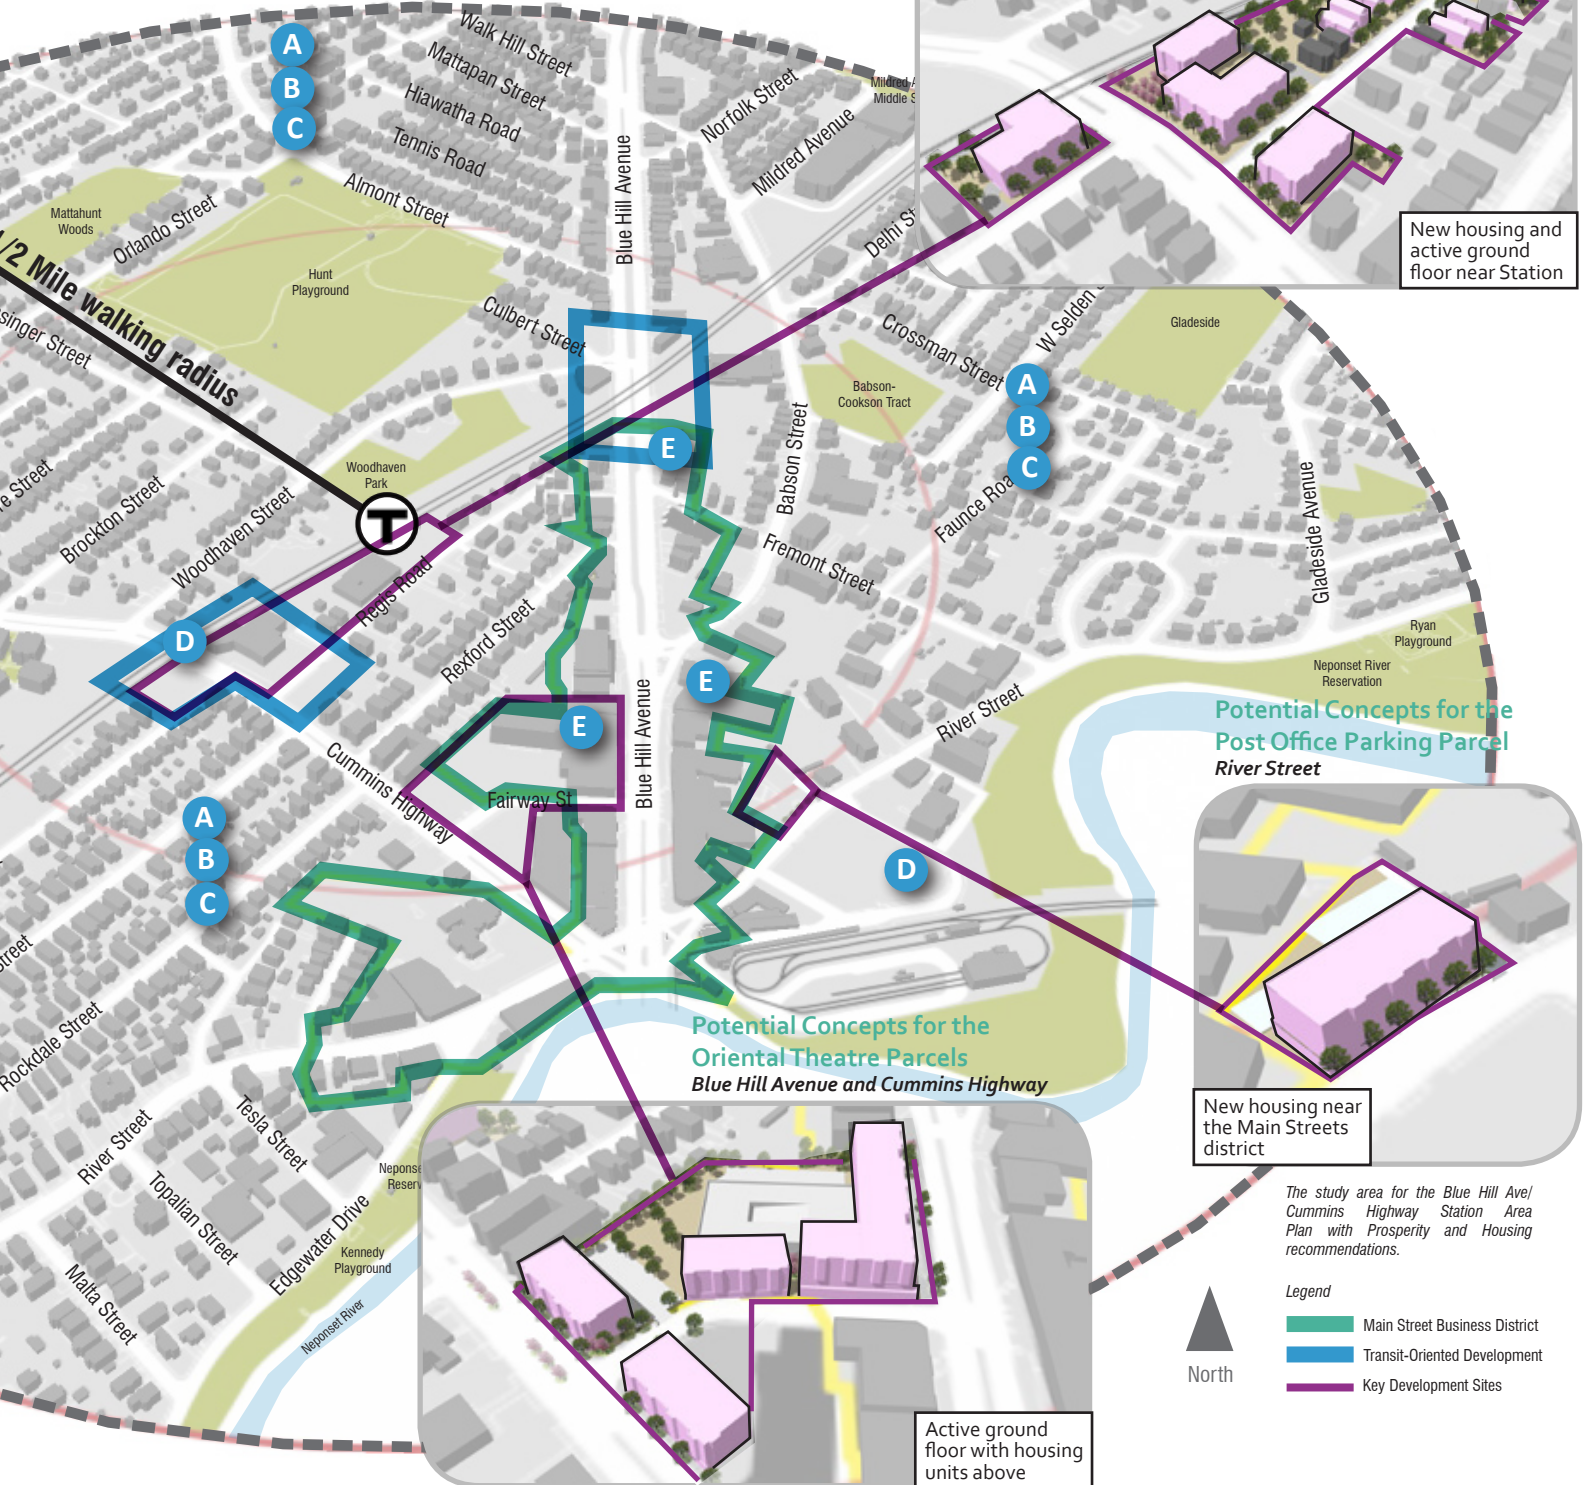 A
B
C
Walk Hill Street
Mattapan Street
Hiawatha Road
Tennis Road
Almont Street
Blue Hill Avenue
Norfolk Street
Mildred Avenue
Mildred
Middle
Delhi
Mattahunt
Woods
Orlando Street
Hunt
Playground
1/2 Mile walking radius
Street
Culbert Street
New housing and
active ground
floor near Station
Crossman Street
W Selden
Gladeside
Babson-
Cookson Tract
A
B
C
E
Babson Street
Faunce
Gladeside Avenue
Woodhaven
Park
T
Street
Brockton Street
Woodhaven Street
Regis Road
Fremont Street
D
Rexford Street
Ryan
Playground
Neponset River
Reservation
E
E
Blue Hill Avenue
River Street
Potential Concepts for the
Post Office Parking Parcel
River Street
Cummins Highway
Fairway St
A
B
C
D
Rockdale Street
Potential Concepts for the
Oriental Theatre Parcels
Blue Hill Avenue and Cummins Highway
New housing near
the Main Streets
district
River Street
Tesla Street
Topalian Street
Edgewater Drive
Malta Street
Kennedy
Playground
Neponset River
The study area for the Blue Hill Ave/
Cummins Highway Station Area
Plan with Prosperity and Housing
recommendations.
Legend
Main Street Business District
Transit-Oriented Development
Key Development Sites
North
Active ground
floor with housing
units above